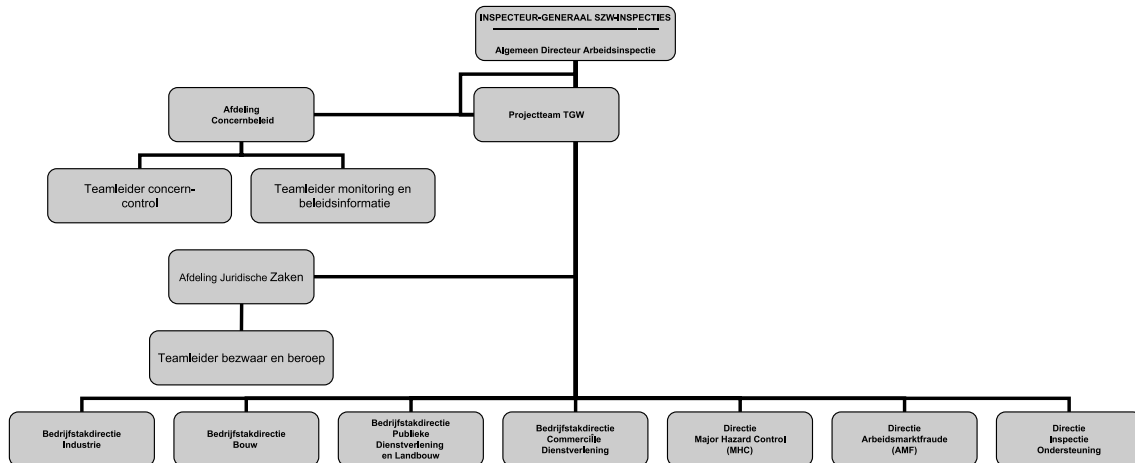 INSPECTEUR-GENERAAL SZW-INSPECTIES
Algemeen Directeur Arbeidsinspectie
Afdeling
Concernbeleid
Projectteam TGW
Teamleider concern-
control
Teamleider monitoring en
beleidsinformatie
Afdeling Juridische Zaken
Teamleider bezwaar en beroep
Bedrijfstakdirectie
Industrie
Bedrijfstakdirectie
Bouw
Bedrijfstakdirectie
Publieke
Dienstverlening
en Landbouw
Bedrijfstakdirectie
Commerciële
Dienstverlening
Directie
Major Hazard Control
(MHC)
Directie
Arbeidsmarktfraude
(AMF)
Directie
Inspectie
Ondersteuning